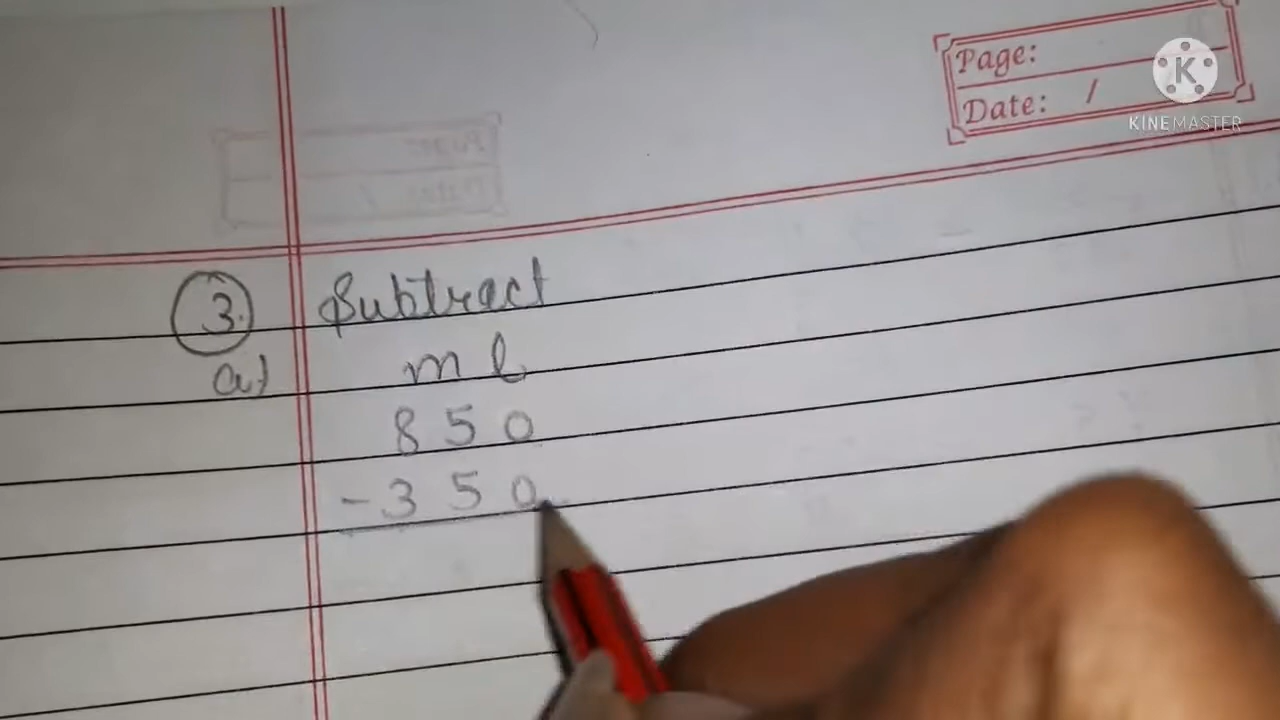 Page:
Date: /
KINEMASTER
3. Subtract
a) ml
850
-350